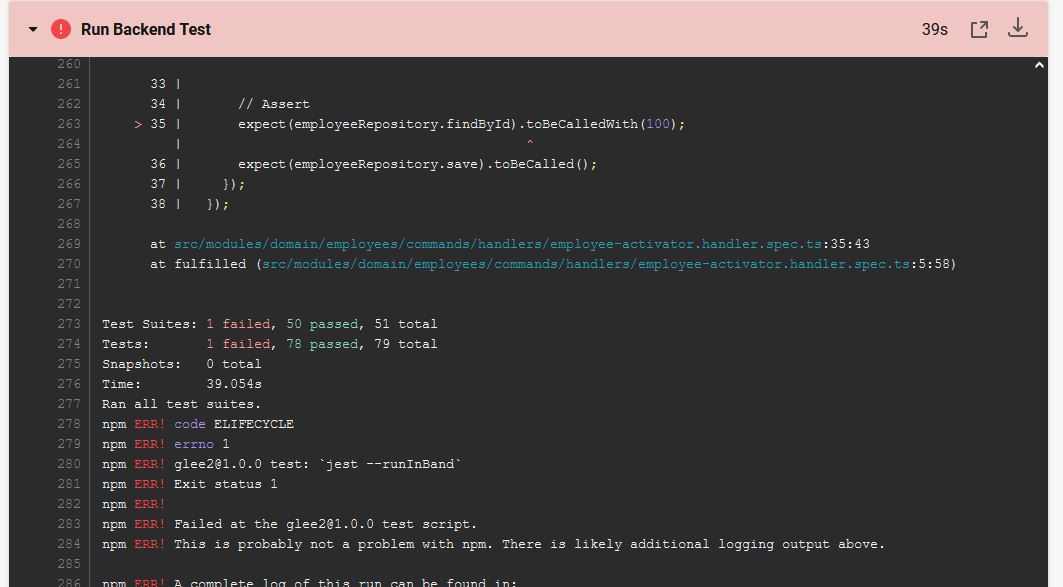 Run Backend Test 39s
260
261 33 |
262 34 | // Assert
263 > 35 | expect(employeeRepository.findById).toBeCalledWith(100);
264 | ^
265 36 | expect(employeeRepository.save).toBeCalled();
266 37 | });
267 38 | });
268
269 at src/modules/domain/employees/commands/handlers/employee-activator.handler.spec.ts:35:43
270 at fulfilled (src/modules/domain/employees/commands/handlers/employee-activator.handler.spec.ts:5:58)
271
272
273 Test Suites: 1 failed, 50 passed, 51 total
274 Tests: 1 failed, 78 passed, 79 total
275 Snapshots: 0 total
276 Time: 39.054s
277 Ran all test suites.
278 npm ERR! code ELIFECYCLE
279 npm ERR! errno 1
280 npm ERR! glee2@1.0.0 test: `jest --runInBand`
281 npm ERR! Exit status 1
282 npm ERR!
283 npm ERR! Failed at the glee2@1.0.0 test script.
284 npm ERR! This is probably not a problem with npm. There is likely additional logging output above.
285
286 npm ERR! A complete log of this run can be found in: